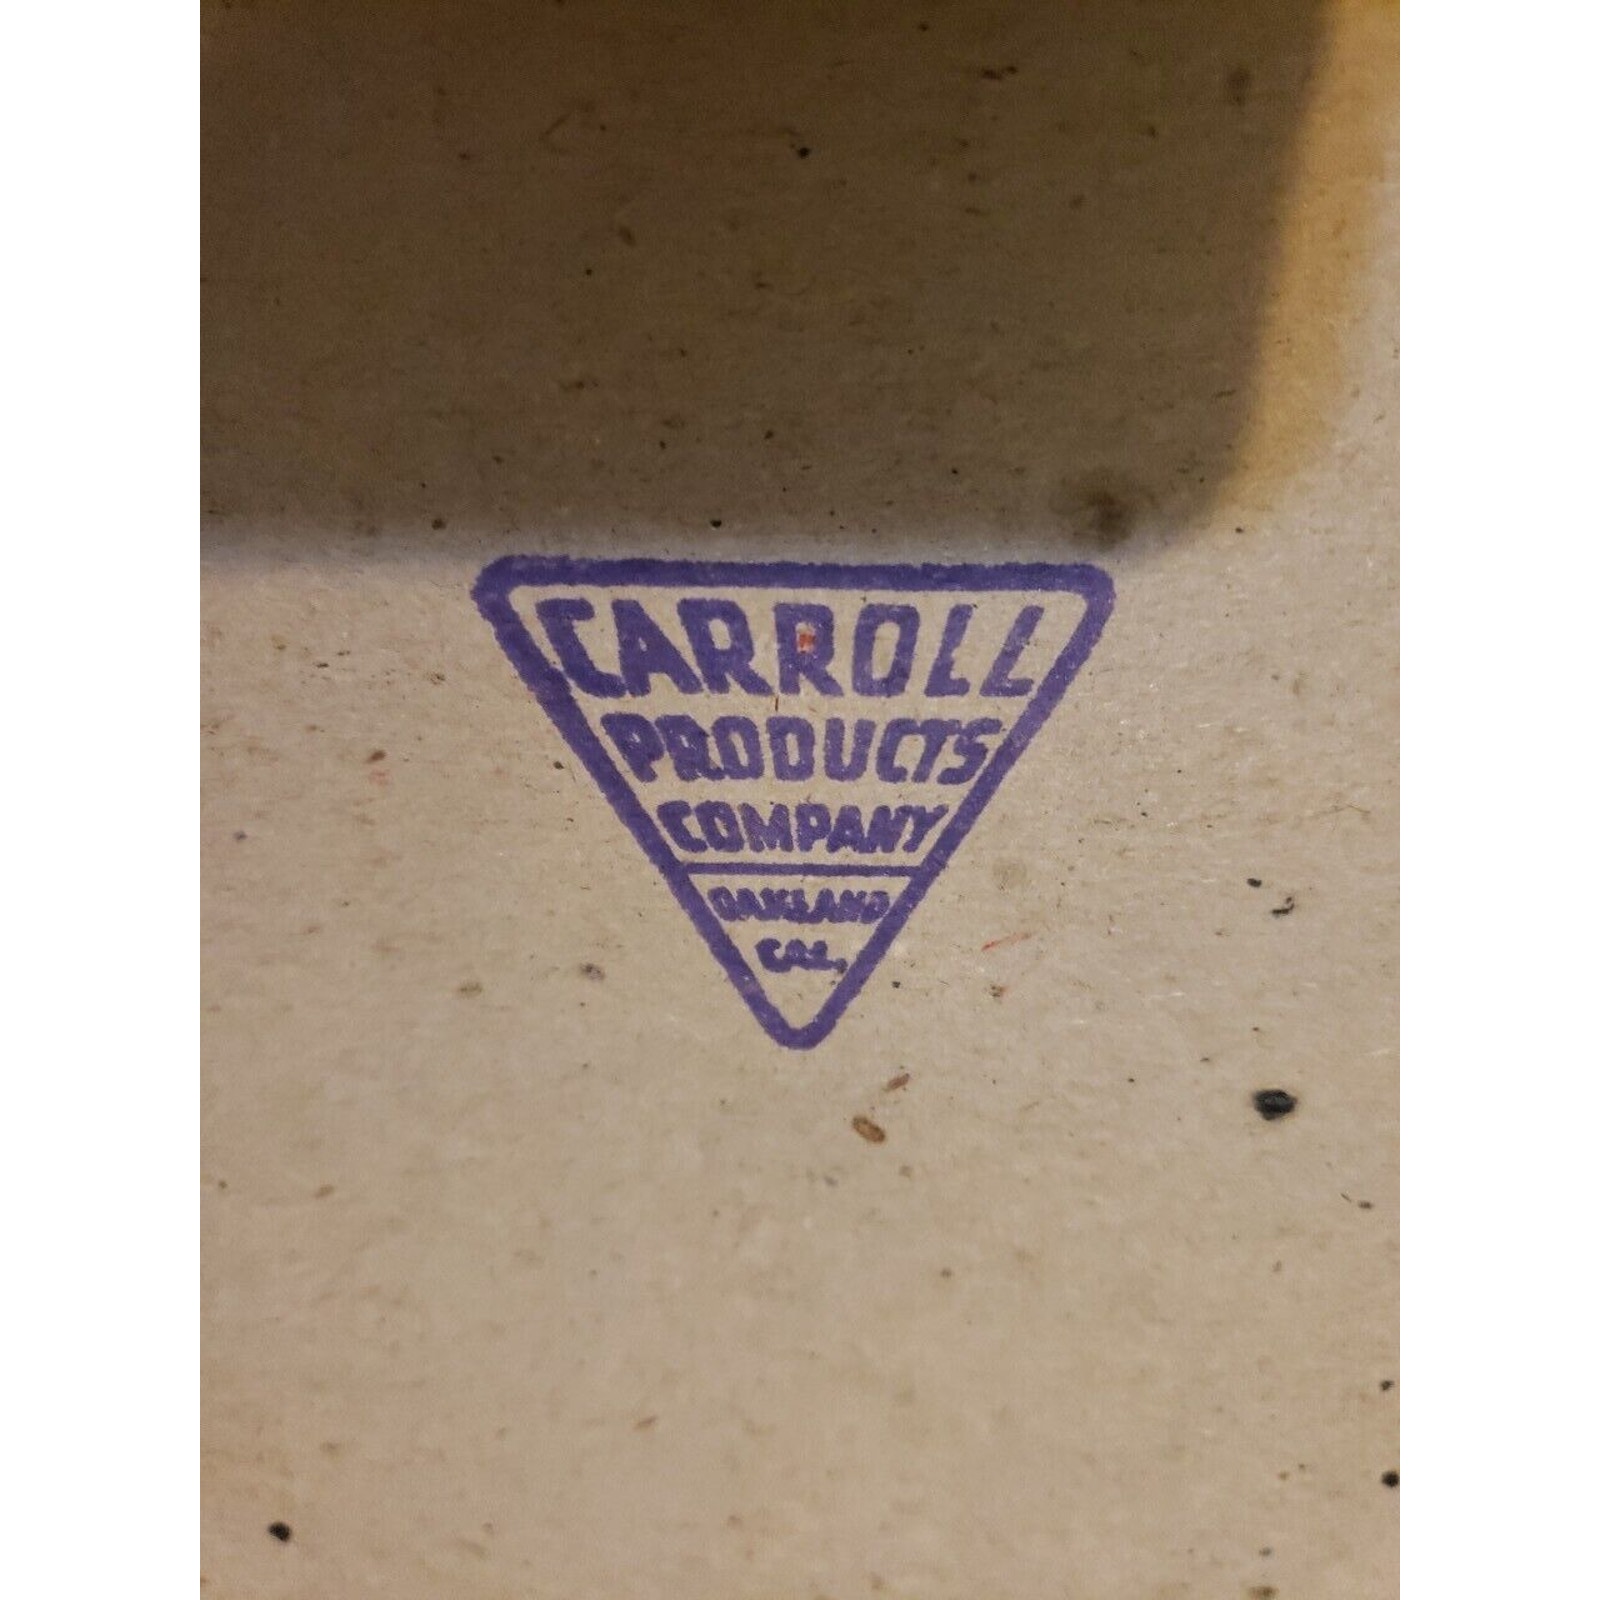 CARROLL
PRODUCTS
COMPANY
OAKLAND
CAL.